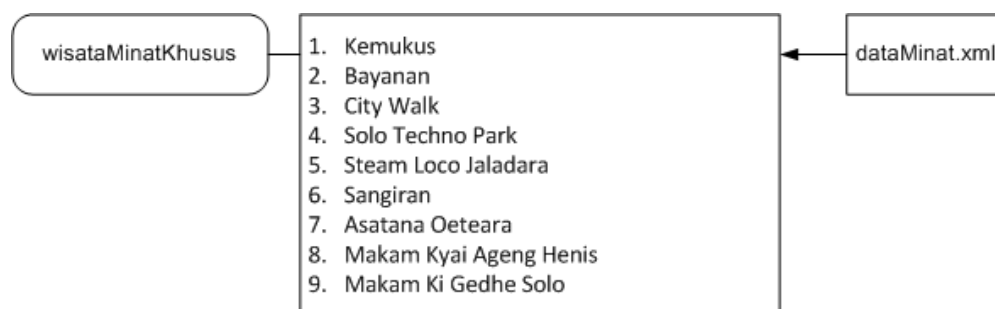 wisataMinatKhusus
1. Kemukus
2. Bayanan
3. City Walk
4. Solo Techno Park
5. Steam Loco Jaladara
6. Sangiran
7. Asatana Oeteara
8. Makam Kyai Ageng Henis
9. Makam Ki Gedhe Solo
dataMinat.xml